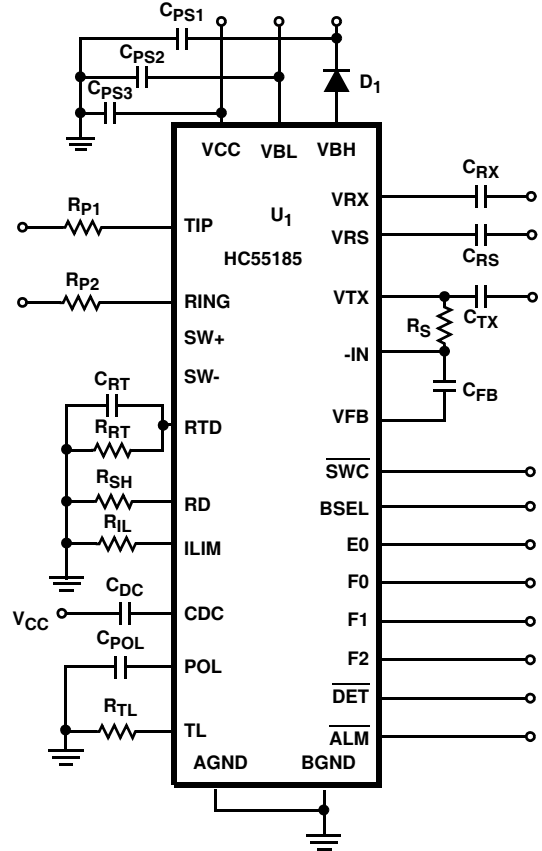 CPS1
CPS2
CPS3
D1
VCC
VBL
VBH
U1
HC55185
RP1
TIP
RP2
RING
SW+
SW-
CRT
RTD
RRT
RSH
RD
RIL
ILIM
CDC
VCC
CDC
CPOL
POL
RTL
TL
AGND
BGND
VRX
CRX
VRS
CRS
VTX
CTX
RS
-IN
CFB
VFB
SWC
BSEL
E0
F0
F1
F2
DET
ALM